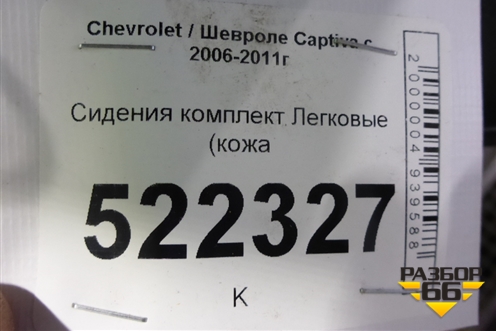 Chevrolet / Шевроле Captiva с
2006-2011г
Сидения комплект Легковые
(кожа
522327
К
2000004939588
РАЗБОР
66